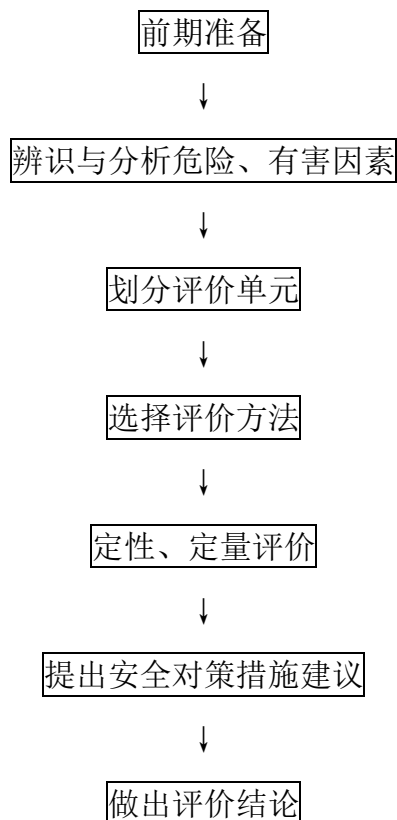 前期准备
↓
辨识与分析危险、有害因素
↓
划分评价单元
↓
选择评价方法
↓
定性、定量评价
↓
提出安全对策措施建议
↓
做出评价结论